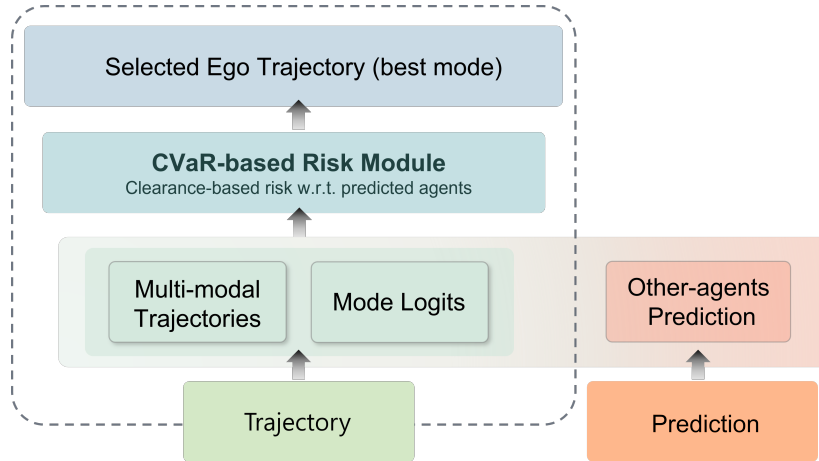 Selected Ego Trajectory (best mode)
CVaR-based Risk Module
Clearance-based risk w.r.t. predicted agents
Multi-modal
Trajectories
Mode Logits
Other-agents
Prediction
Trajectory
Prediction